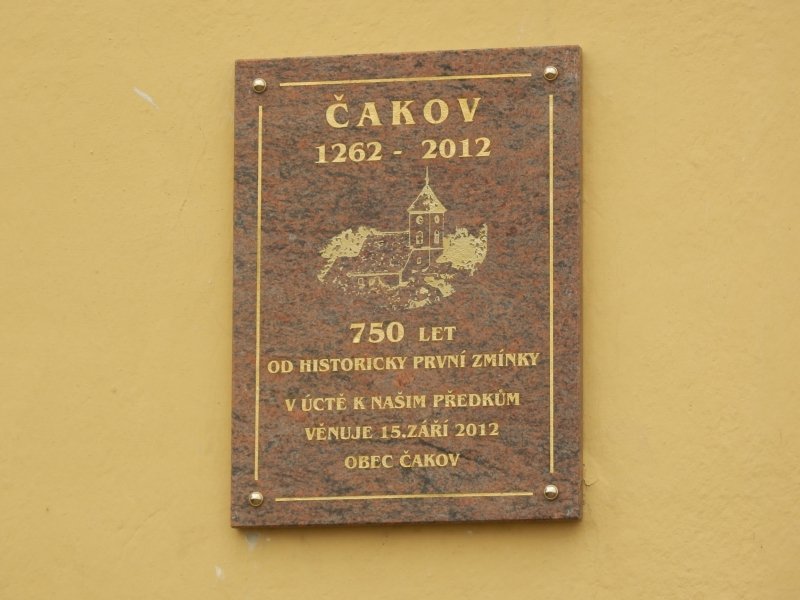 ČAKOV
1262 - 2012
750 LET
OD HISTORICKY PRVNÍ ZMÍNKY
V ÚCTĚ K NAŠIM PŘEDKŮM
VĚNUJE 15.ZÁŘÍ 2012
OBEC ČAKOV